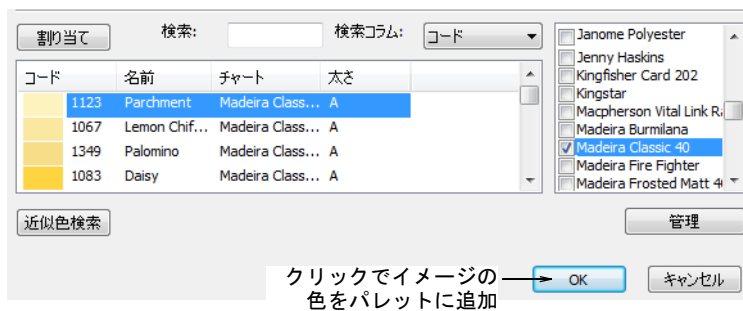 割り当て 検索: 検索コラム: コード
コード 名前 チャート 太さ
1123 Parchment Madeira Class... A
1067 Lemon Chif... Madeira Class... A
1349 Palomino Madeira Class... A
1083 Daisy Madeira Class... A
Janome Polyester
Jenny Haskins
Kingfisher Card 202
Kingstar
Macpherson Vital Link R
Madeira Burmilana
Madeira Classic 40
Madeira Fire Fighter
Madeira Frosted Matt 4
近似色検索 管理
クリックでイメージの
色をパレットに追加
OK キャンセル